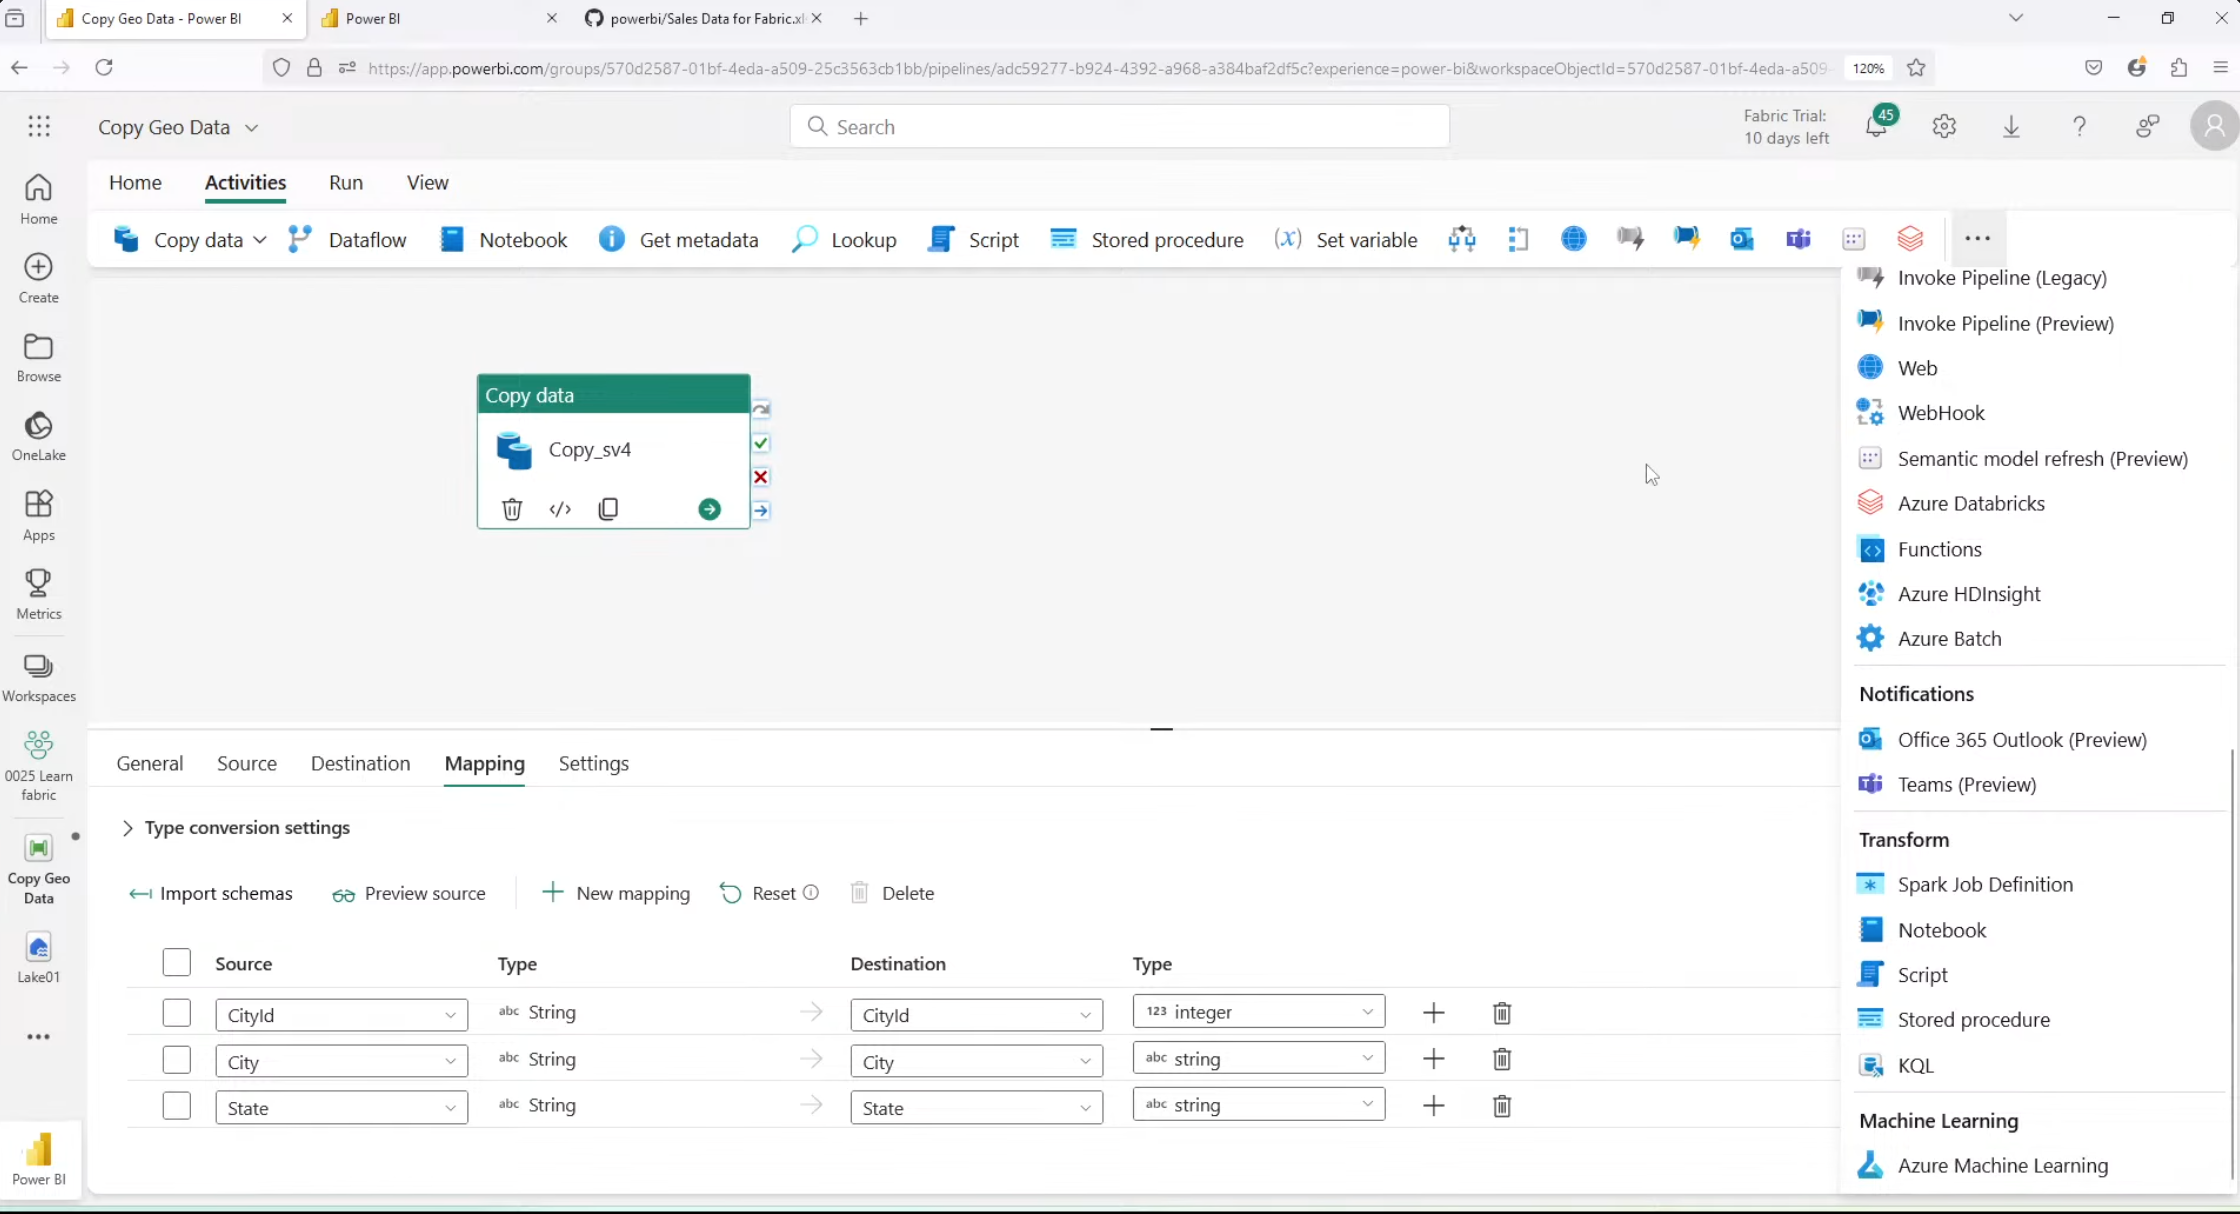 Copy Geo Data - Power BI
Power BI
powerbi/Sales Data for Fabric.xl
https://app.powerbi.com/groups/570d2587-01bf-4eda-a509-25c3563cb1bb/pipelines/adc59277-b924-4392-a968-a384baf2df5c?experience=power-bi&workspaceObjectId=570d2587-01bf-4eda-a509-
120%
Copy Geo Data
Search
Fabric Trial:
10 days left
45
Home
Activities
Run
View
Copy data
Dataflow
Notebook
Get metadata
Lookup
Script
Stored procedure
(x) Set variable
Home
Create
Browse
OneLake
Apps
Metrics
Workspaces
0025 Learn
fabric
Copy Geo
Data
Lake01
Power BI
Copy data
Copy_sv4
General
Source
Destination
Mapping
Settings
Type conversion settings
Import schemas
Preview source
New mapping
Reset
Delete
Source Type Destination Type
CityId abc String CityId 123 integer
City abc String City abc string
State abc String State abc string
Invoke Pipeline (Legacy)
Invoke Pipeline (Preview)
Web
WebHook
Semantic model refresh (Preview)
Azure Databricks
Functions
Azure HDInsight
Azure Batch
Notifications
Office 365 Outlook (Preview)
Teams (Preview)
Transform
Spark Job Definition
Notebook
Script
Stored procedure
KQL
Machine Learning
Azure Machine Learning